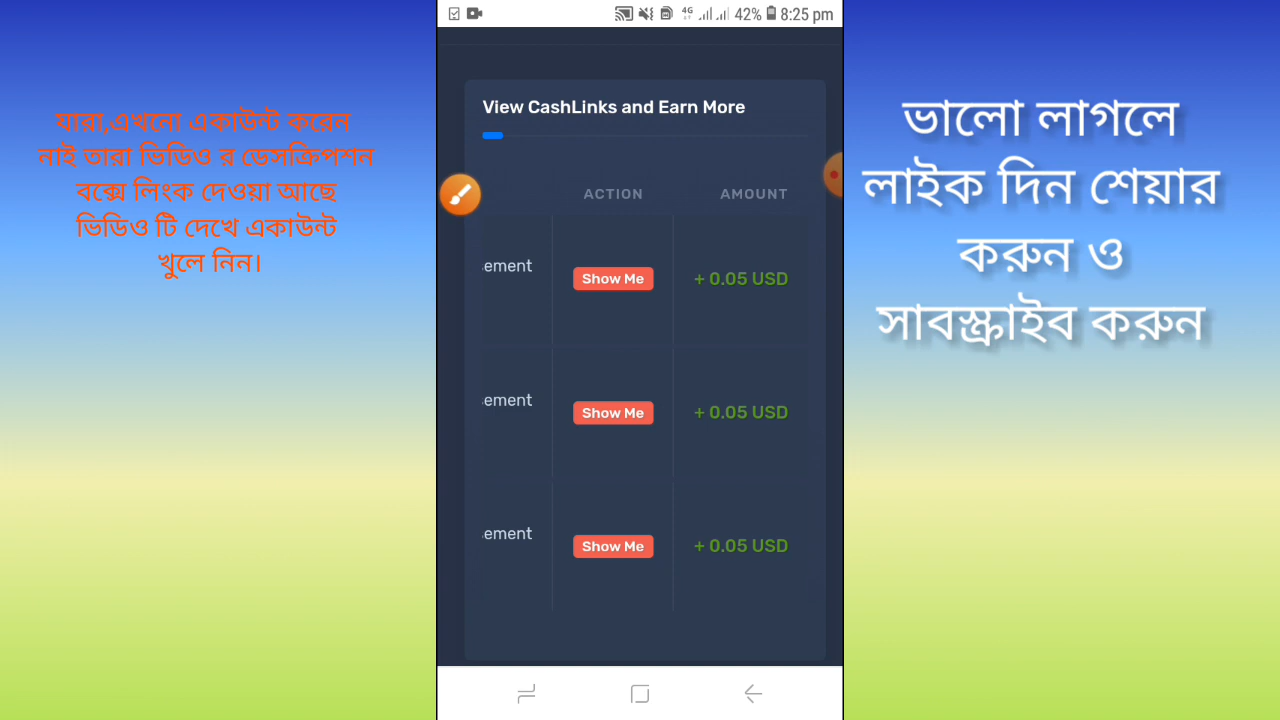 যারা,এখনো একাউন্ট করেন
নাই তারা ভিডিও র ডেসক্রিপশন
বক্সে লিংক দেওয়া আছে
ভিডিও টি দেখে একাউন্ট
খুলে নিন।
4G 42% 8:25 pm
View CashLinks and Earn More
ACTION AMOUNT
ement Show Me + 0.05 USD
ement Show Me + 0.05 USD
ement Show Me + 0.05 USD
ভালো লাগলে
লাইক দিন শেয়ার
করুন ও
সাবস্ক্রাইব করুন